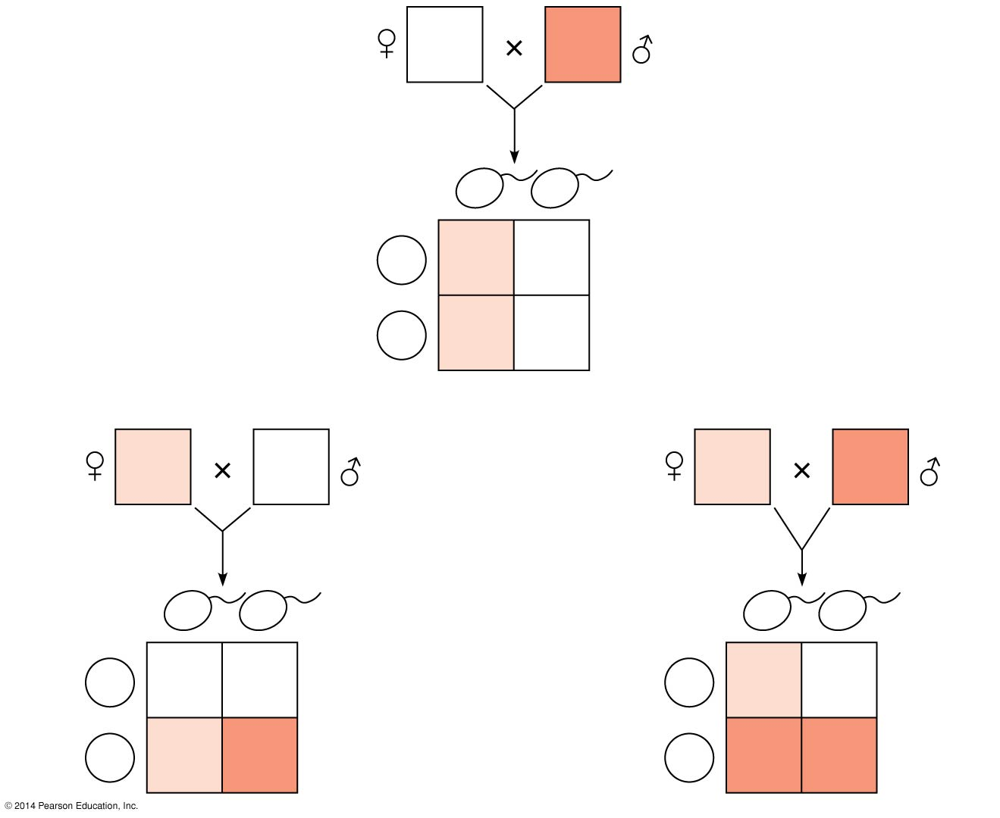 ♀ × ♂
♀ × ♂
♀ × ♂
© 2014 Pearson Education, Inc.